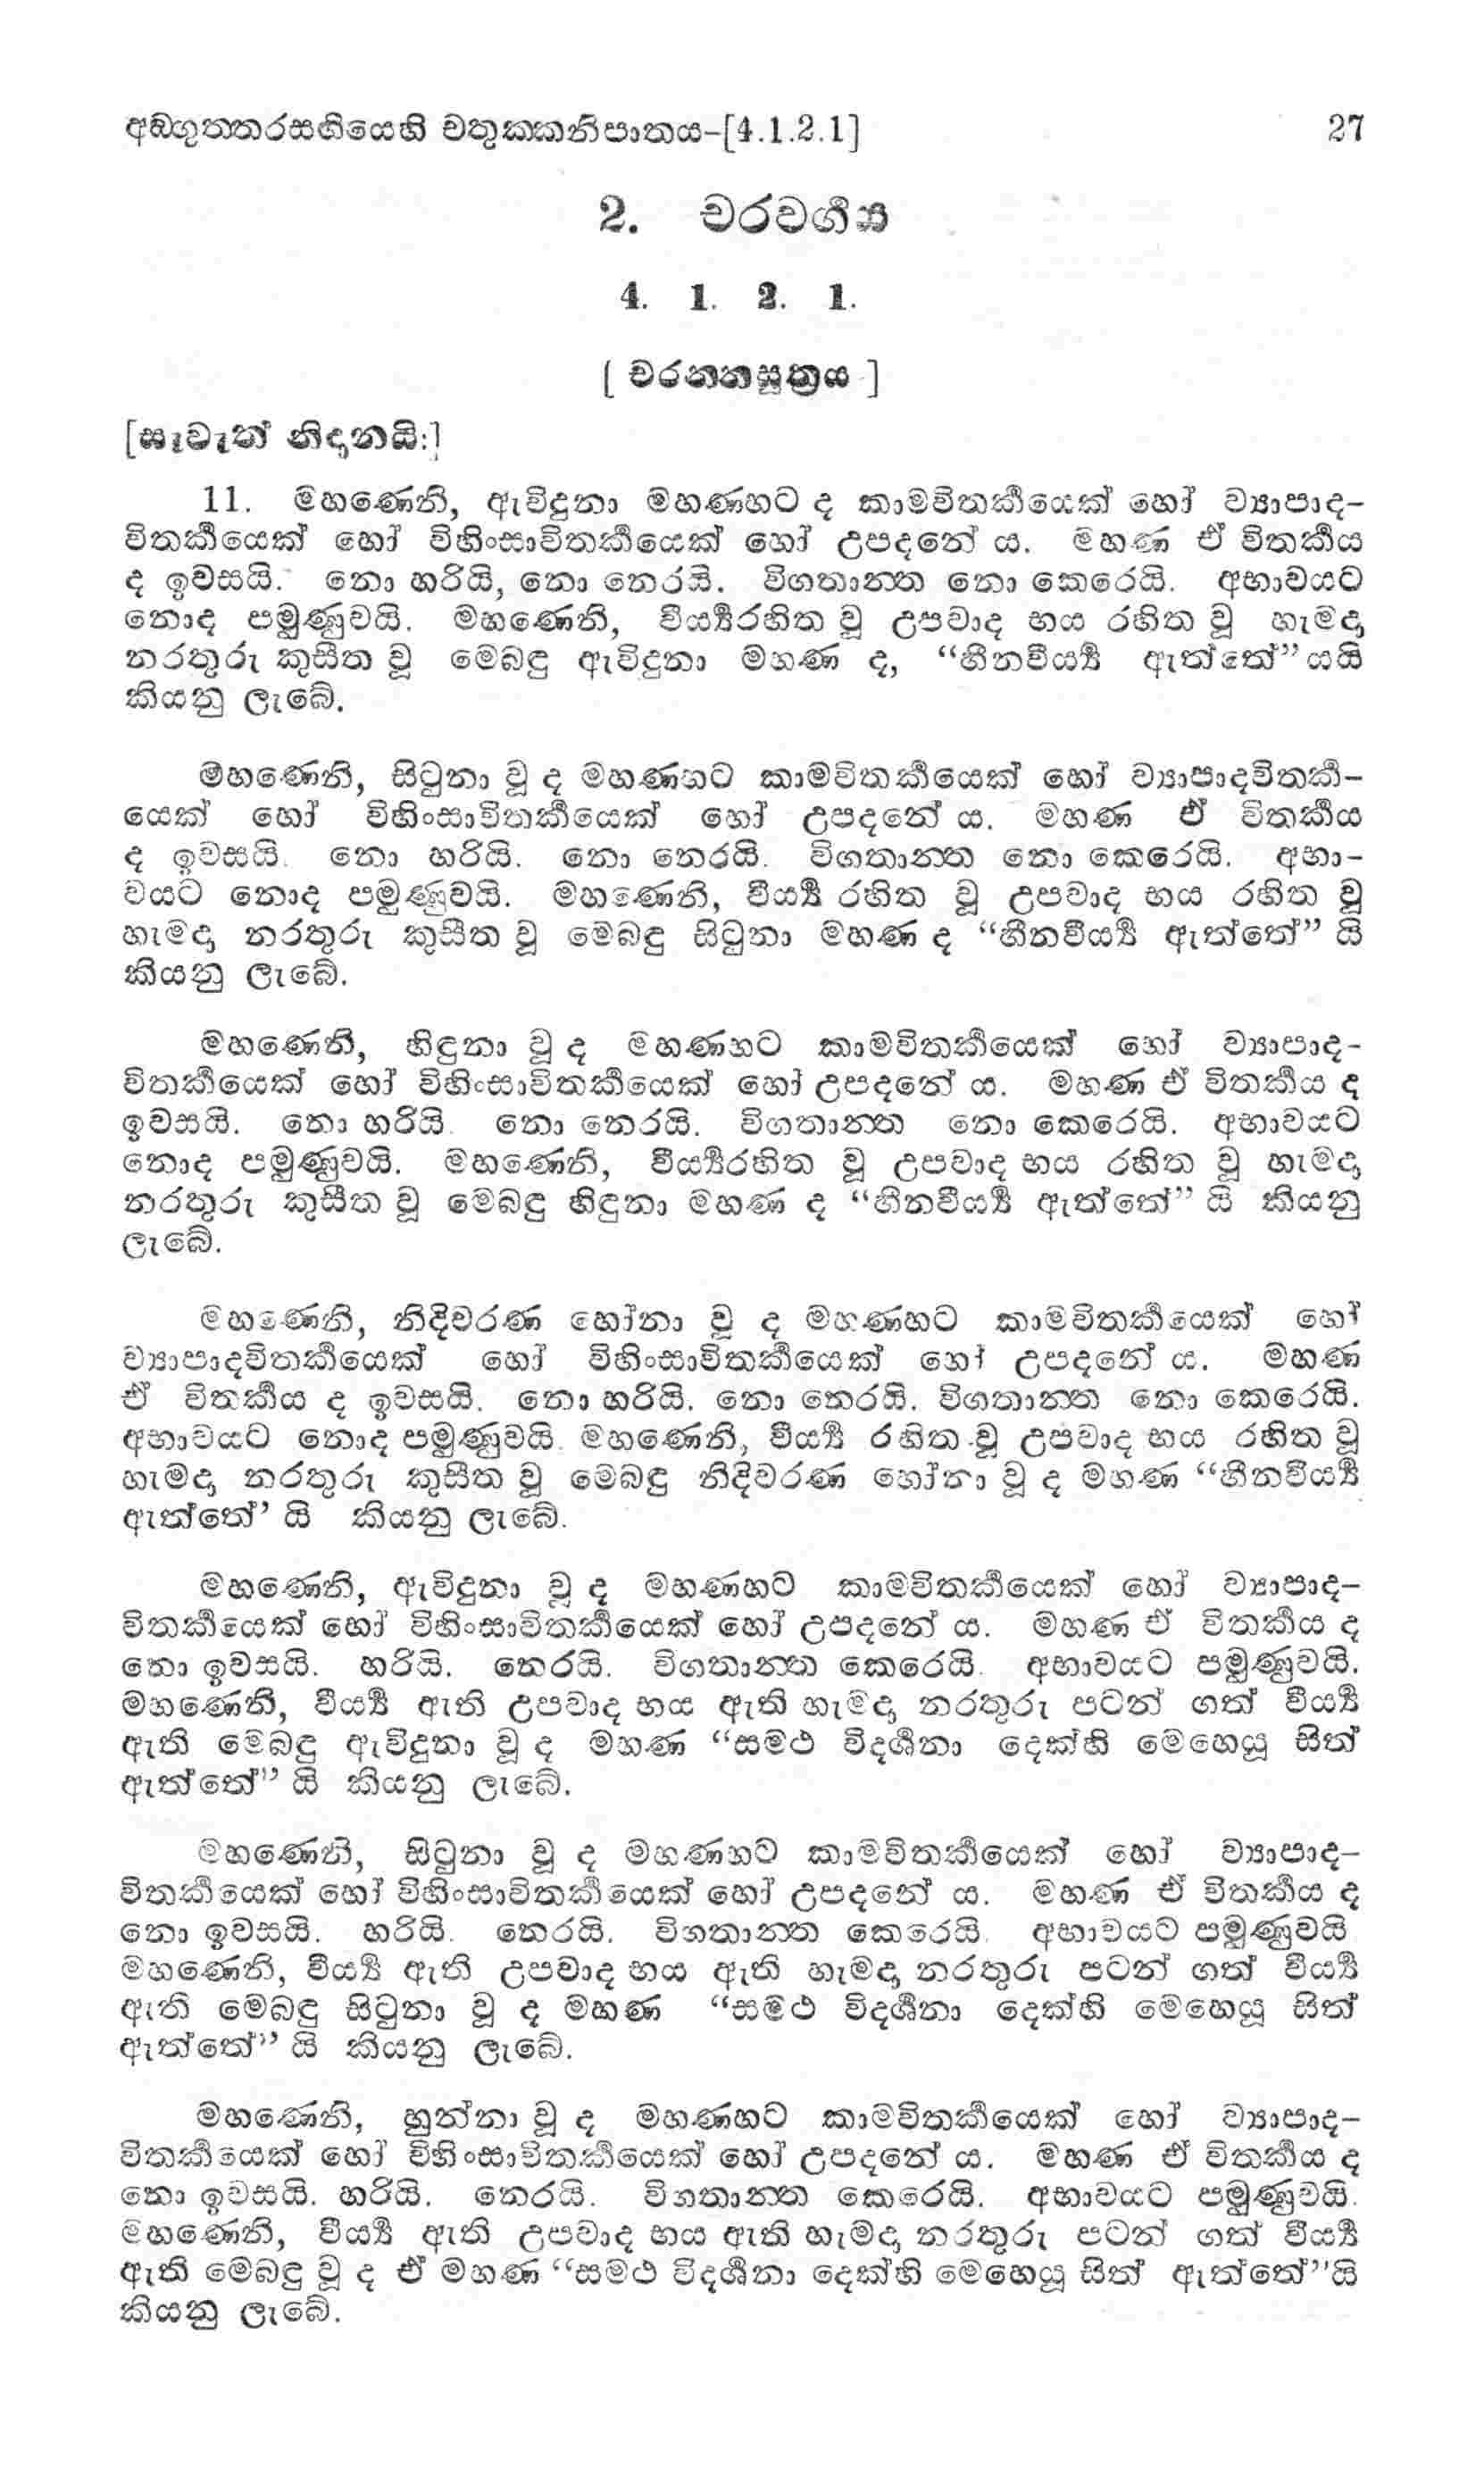 අඞගුත්තරසඟියෙහි චතුක්කනිපාතය-[4.1.2.1] 27
2. චරවර්‍ගය
4. 1. 2. 1.
[ චරන්තසූත්‍රය ]
[සැවැත් නිදානයි:]
11. මහණෙනි, ඇවිදුනා මහණහට ද කාමවිතර්‍කයෙක් හෝ ව්‍යාපාද-
විතර්‍කයෙක් හෝ විහිංසාවිතර්‍කයෙක් හෝ උපදනේ ය. මහණ ඒ විතර්‍කය
ද ඉවසයි. නො හරියි, නො නෙරයි. විගතාන්ත නො කෙරෙයි. අභාවයට
නොද පමුණුවයි. මහණෙනි, වීර්‍ය්‍යරහිත වූ උපවාද භය රහිත වූ හැමදා
නරතුරු කුසීත වූ මෙබඳු ඇවිදුනා මහණ ද, “හීනවීර්‍ය්‍ය ඇත්තේ” යයි
කියනු ලැබේ.
මහණෙනි, සිටුනා වූ ද මහණහට කාමවිතර්‍කයෙක් හෝ ව්‍යාපාදවිතර්‍ක-
යෙක් හෝ විහිංසාවිතර්‍කයෙක් හෝ උපදනේ ය. මහණ ඒ විතර්‍කය
ද ඉවසයි. නො හරියි. නො නෙරයි. විගතාන්ත නො කෙරෙයි. අභා-
වයට නොද පමුණුවයි. මහණෙනි, වීර්‍ය්‍ය රහිත වූ උපවාද භය රහිත වූ
හැමදා නරතුරු කුසීත වූ මෙබඳු සිටුනා මහණ ද “හීනවීර්‍ය්‍ය ඇත්තේ” යි
කියනු ලැබේ.
මහණෙනි, හිඳුනා වූ ද මහණහට කාමවිතර්‍කයෙක් හෝ ව්‍යාපාද-
විතර්‍කයෙක් හෝ විහිංසාවිතර්‍කයෙක් හෝ උපදනේ ය. මහණ ඒ විතර්‍කය ද
ඉවසයි. නො හරියි. නො නෙරයි. විගතාන්ත නො කෙරෙයි. අභාවයට
නොද පමුණුවයි. මහණෙනි, වීර්‍ය්‍යරහිත වූ උපවාද භය රහිත වූ හැමදා
නරතුරු කුසීත වූ මෙබඳු හිඳුනා මහණ ද “හීනවීර්‍ය්‍ය ඇත්තේ” යි කියනු
ලැබේ.
මහණෙනි, නිදිවරණ හෝනා වූ ද මහණහට කාමවිතර්‍කයෙක් හෝ
ව්‍යාපාදවිතර්‍කයෙක් හෝ විහිංසාවිතර්‍කයෙක් හෝ උපදනේ ය. මහණ
ඒ විතර්‍කය ද ඉවසයි. නො හරියි. නො නෙරයි. විගතාන්ත නො කෙරෙයි.
අභාවයට නොද පමුණුවයි. මහණෙනි, වීර්‍ය්‍ය රහිත වූ උපවාද භය රහිත වූ
හැමදා නරතුරු කුසීත වූ මෙබඳු නිදිවරණ හෝනා වූ ද මහණ “හීනවීර්‍ය්‍ය
ඇත්තේ’ යි කියනු ලැබේ.
මහණෙනි, ඇවිදුනා වූ ද මහණහට කාමවිතර්‍කයෙක් හෝ ව්‍යාපාද-
විතර්‍කයෙක් හෝ විහිංසාවිතර්‍කයෙක් හෝ උපදනේ ය. මහණ ඒ විතර්‍කය ද
නො ඉවසයි. හරියි. නෙරයි. විගතාන්ත කෙරෙයි. අභාවයට පමුණුවයි.
මහණෙනි, වීර්‍ය්‍ය ඇති උපවාද භය ඇති හැමදා නරතුරු පටන් ගත් වීර්‍ය්‍ය
ඇති මෙබඳු ඇවිදුනා වූ ද මහණ “සමථ විදර්‍ශනා දෙක්හි මෙහෙයූ සිත්
ඇත්තේ” යි කියනු ලැබේ.
මහණෙනි, සිටුනා වූ ද මහණහට කාමවිතර්‍කයෙක් හෝ ව්‍යාපාද-
විතර්‍කයෙක් හෝ විහිංසාවිතර්‍කයෙක් හෝ උපදනේ ය. මහණ ඒ විතර්‍කය ද
නො ඉවසයි. හරියි. නෙරයි. විගතාන්ත කෙරෙයි. අභාවයට පමුණුවයි
මහණෙනි, වීර්‍ය්‍ය ඇති උපවාද භය ඇති හැමදා නරතුරු පටන් ගත් වීර්‍ය්‍ය
ඇති මෙබඳු සිටුනා වූ ද මහණ “සමථ විදර්‍ශනා දෙක්හි මෙහෙයූ සිත්
ඇත්තේ” යි කියනු ලැබේ.
මහණෙනි, හුන්නා වූ ද මහණහට කාමවිතර්‍කයෙක් හෝ ව්‍යාපාද-
විතර්‍කයෙක් හෝ විහිංසාවිතර්‍කයෙක් හෝ උපදනේ ය. මහණ ඒ විතර්‍කය ද
නො ඉවසයි. හරියි. නෙරයි. විගතාන්ත කෙරෙයි. අභාවයට පමුණුවයි.
මහණෙනි, වීර්‍ය්‍ය ඇති උපවාද භය ඇති හැමදා නරතුරු පටන් ගත් වීර්‍ය්‍ය
ඇති මෙබඳු වූ ද ඒ මහණ “සමථ විදර්‍ශනා දෙක්හි මෙහෙයූ සිත් ඇත්තේ”යි
කියනු ලැබේ.